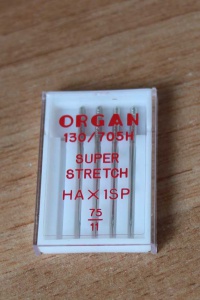 ORGAN
130/705H
SUPER
STRETCH
HA×1SP
75
11